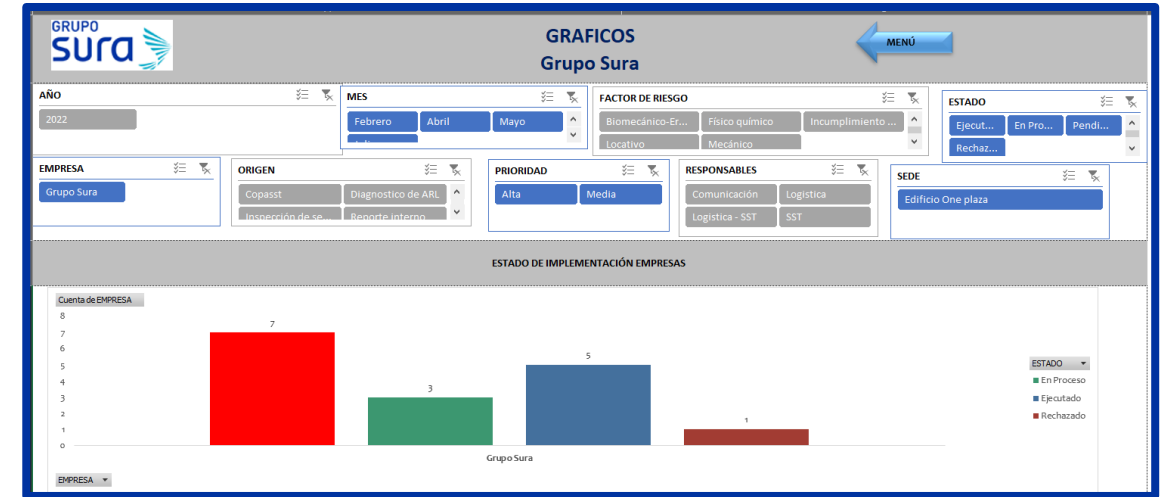 GRUPO
sura
GRAFICOS
Grupo Sura
MENÚ
AÑO
2022
MES
Febrero Abril Mayo
FACTOR DE RIESGO
Biomecánico-Er... Físico químico Incumplimiento ...
Locativo Mecánico
ESTADO
Ejecut... En Pro... Pendi...
Rechaz...
EMPRESA
Grupo Sura
ORIGEN
Copasst Diagnostico de ARL
Inspección de se... Reporte interno
PRIORIDAD
Alta Media
RESPONSABLES
Comunicación Logistica
Logistica - SST SST
SEDE
Edificio One plaza
ESTADO DE IMPLEMENTACIÓN EMPRESAS
Cuenta de EMPRESA
8
7
6
5
4
3
2
1
0
7
3
5
1
Grupo Sura
ESTADO
En Proceso
Ejecutado
Rechazado
EMPRESA